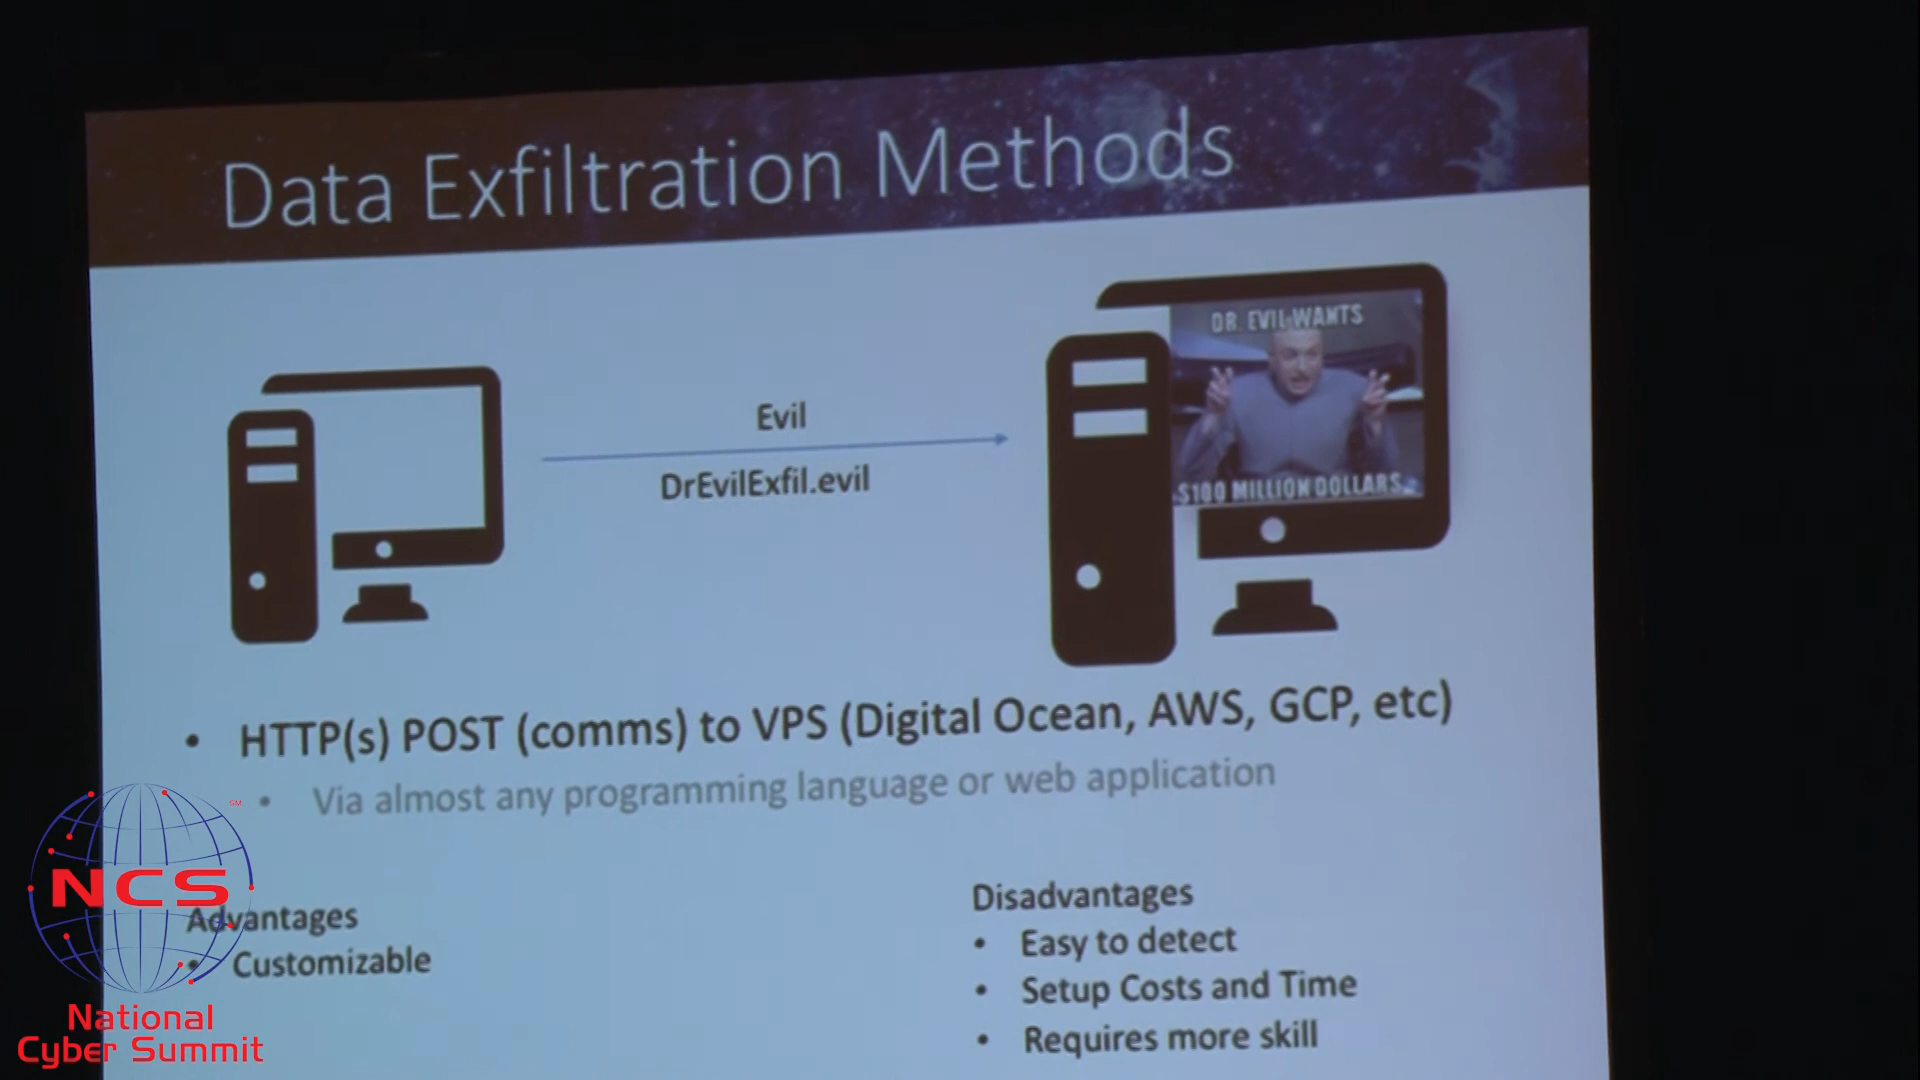 Data Exfiltration Methods
DR. EVIL WANTS
$100 MILLION DOLLARS
Evil
DrEvilExfil.evil
• HTTP(s) POST (comms) to VPS (Digital Ocean, AWS, GCP, etc)
• Via almost any programming language or web application
Advantages
• Customizable
Disadvantages
• Easy to detect
• Setup Costs and Time
• Requires more skill
NCS
SM
National
Cyber Summit